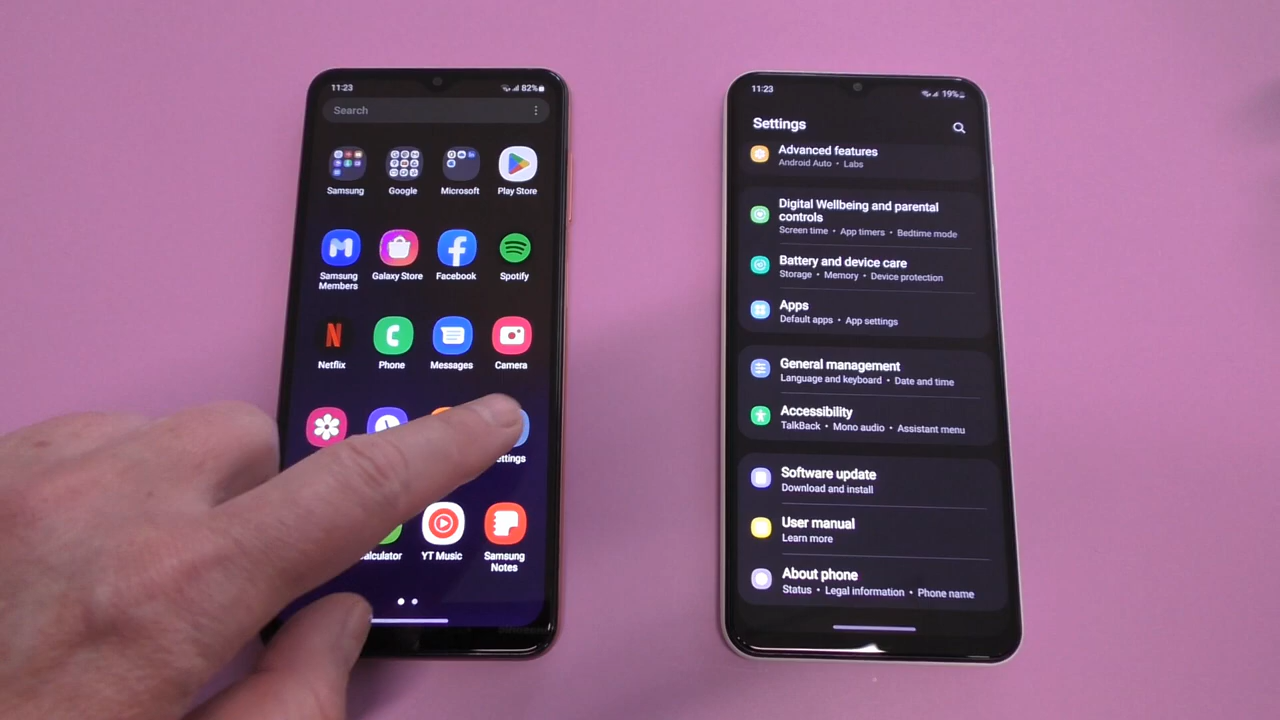 11:23
82%
Search
Samsung
Google
Microsoft
Play Store
Samsung
Members
Galaxy Store
Facebook
Spotify
Netflix
Phone
Messages
Camera
ettings
alculator
YT Music
Samsung
Notes
11:23
19%
Settings
Advanced features
Android Auto • Labs
Digital Wellbeing and parental
controls
Screen time • App timers • Bedtime mode
Battery and device care
Storage • Memory • Device protection
Apps
Default apps • App settings
General management
Language and keyboard • Date and time
Accessibility
TalkBack • Mono audio • Assistant menu
Software update
Download and install
User manual
Learn more
About phone
Status • Legal information • Phone name